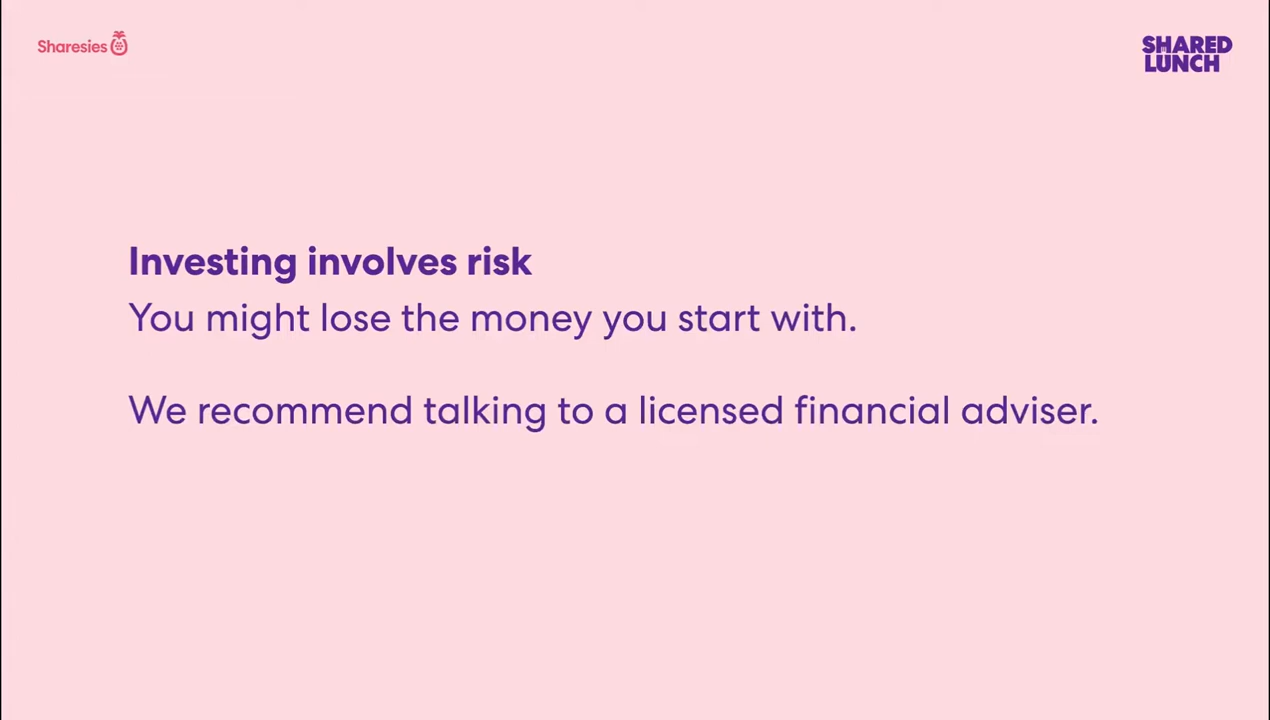 Sharesies
SHARED
LUNCH
Investing involves risk
You might lose the money you start with.
We recommend talking to a licensed financial adviser.